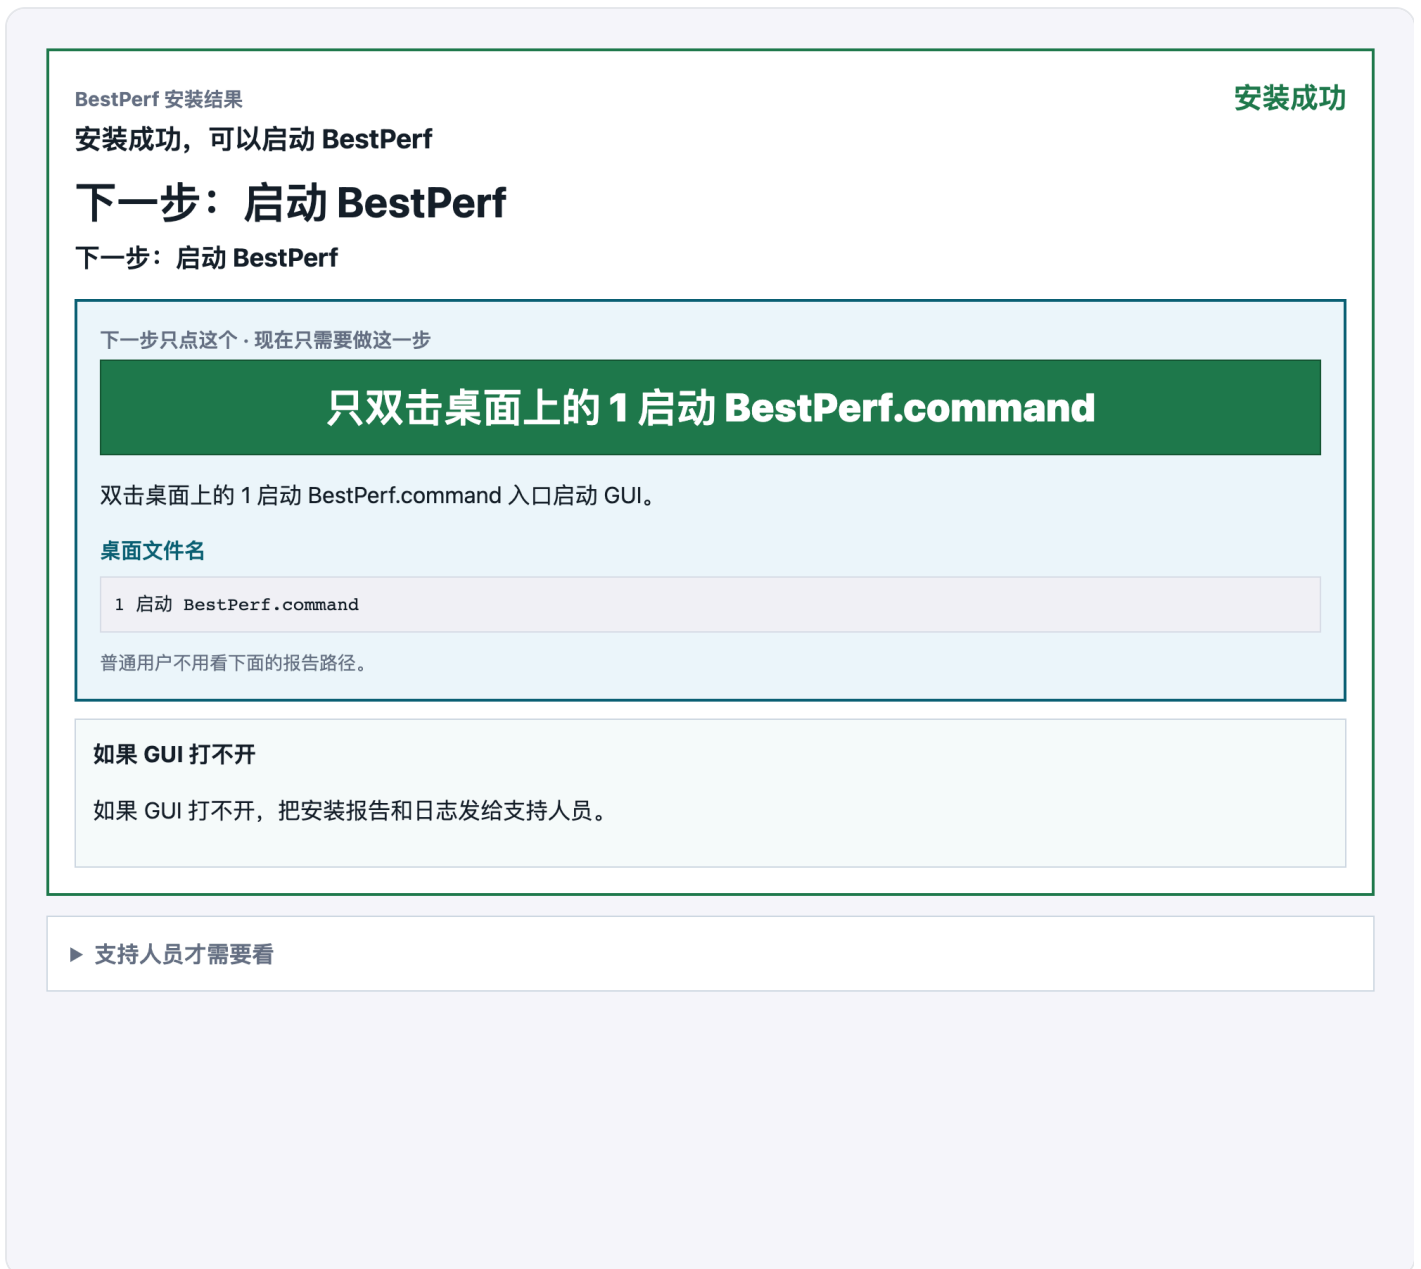 BestPerf 安装结果
安装成功
安装成功，可以启动 BestPerf
下一步：启动 BestPerf
下一步：启动 BestPerf
下一步只点这个 · 现在只需要做这一步
只双击桌面上的 1 启动 BestPerf.command
双击桌面上的 1 启动 BestPerf.command 入口启动 GUI。
桌面文件名
1 启动 BestPerf.command
普通用户不用看下面的报告路径。
如果 GUI 打不开
如果 GUI 打不开，把安装报告和日志发给支持人员。
▶ 支持人员才需要看